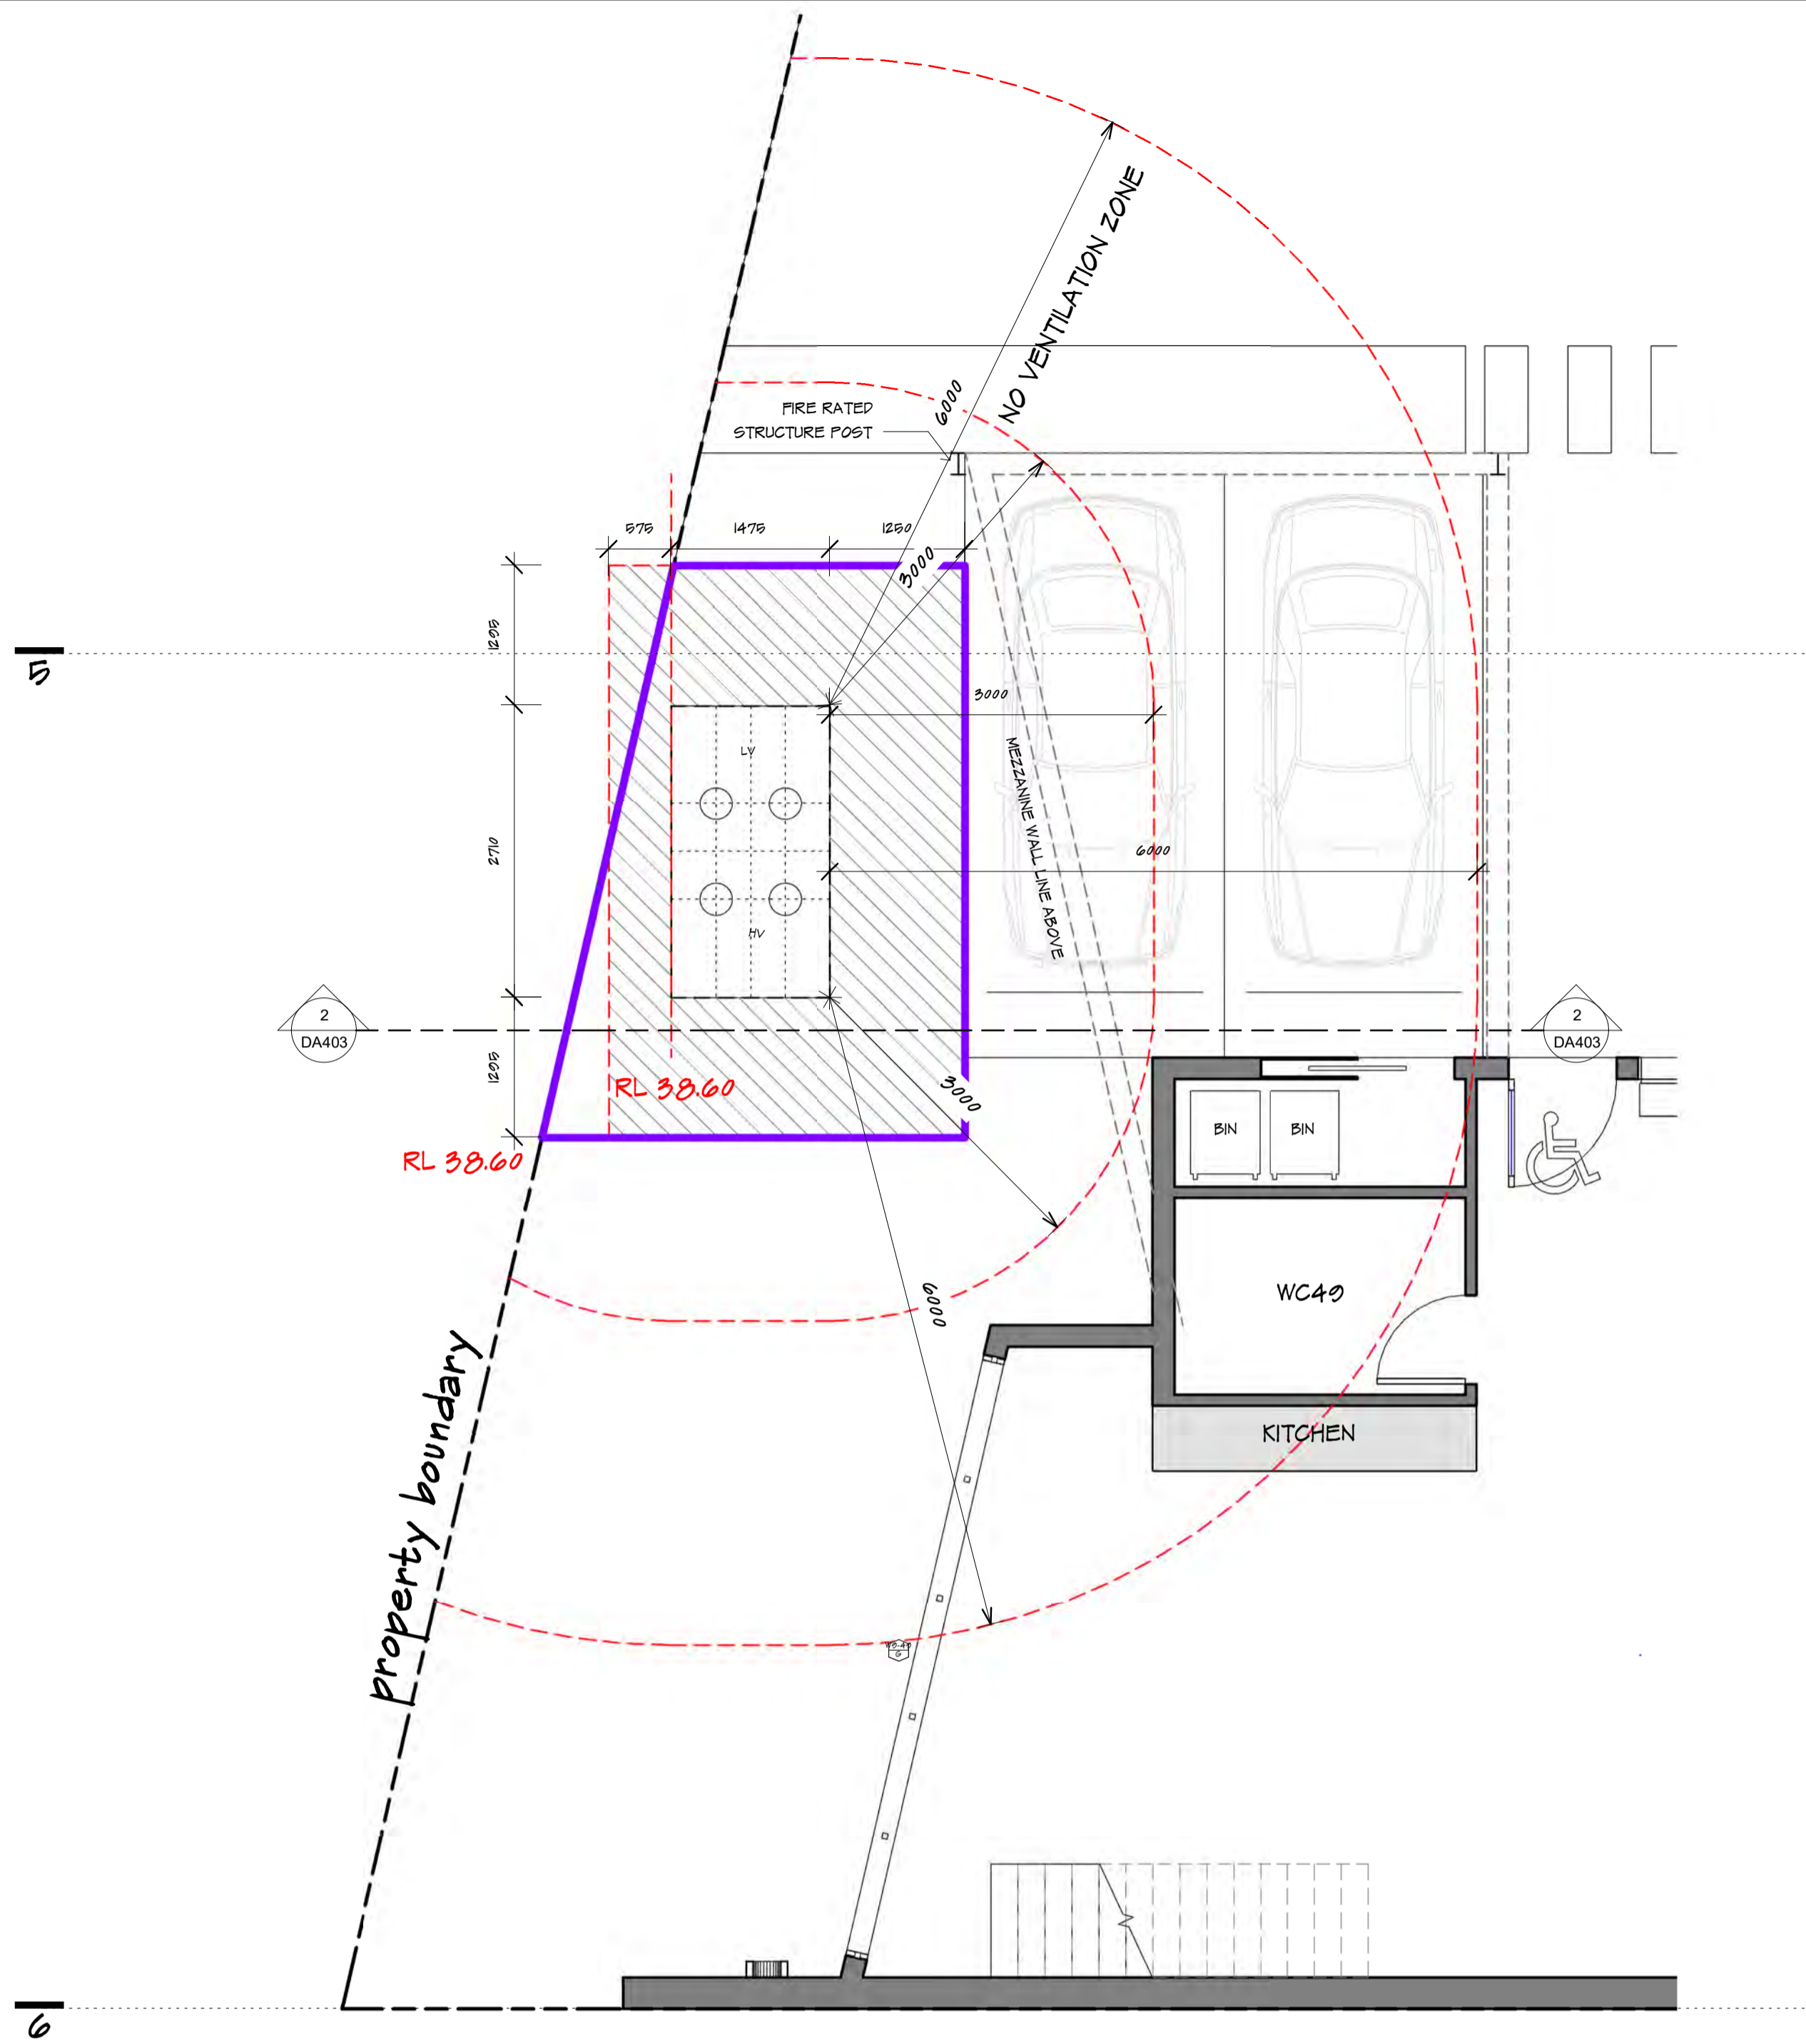 NO VENTILATION ZONE
6000
FIRE RATED
STRUCTURE POST
575
1475
1250
3000
1295
5
3000
LV
2710
MEZZANINE WALL LINE ABOVE
6000
HV
2
DA403
2
DA403
1295
RL 38.60
3000
BIN
BIN
RL 38.60
6000
WC49
KITCHEN
property boundary
G
6